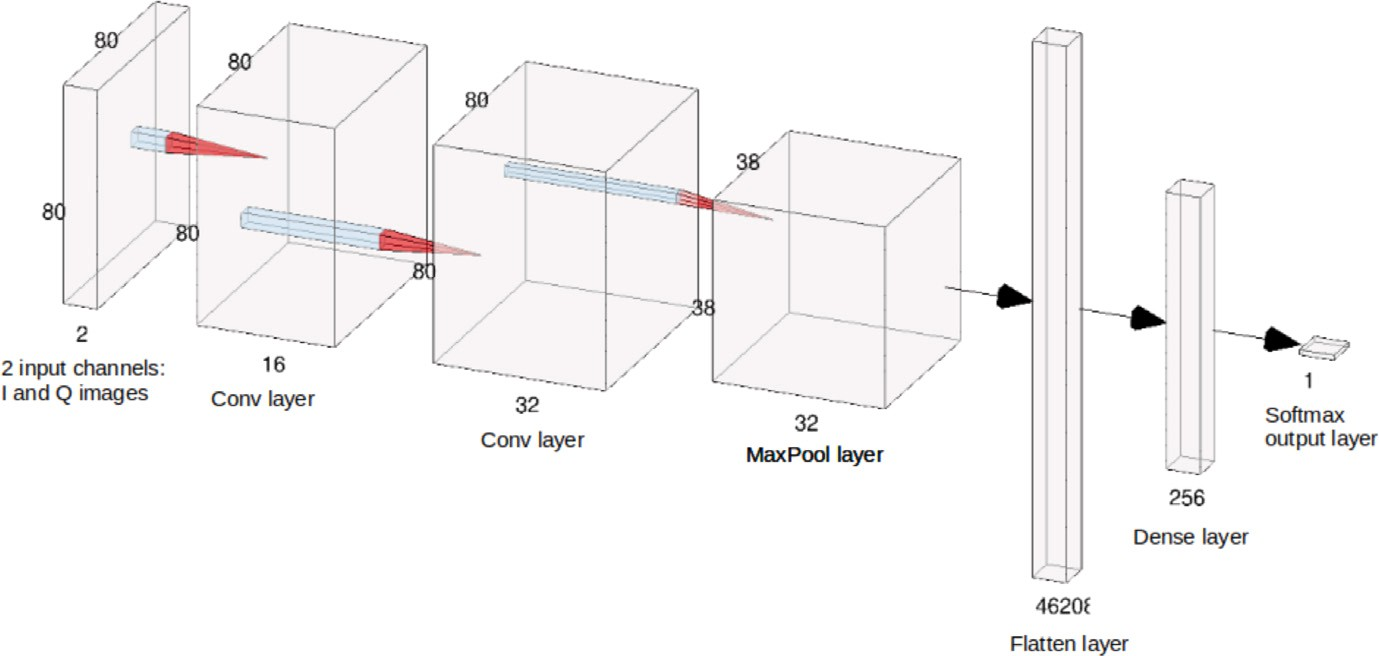 80
80
80
2
2 input channels:
I and Q images
80
80
16
Conv layer
80
32
Conv layer
38
38
32
MaxPool layer
46208
Flatten layer
256
Dense layer
1
Softmax
output layer